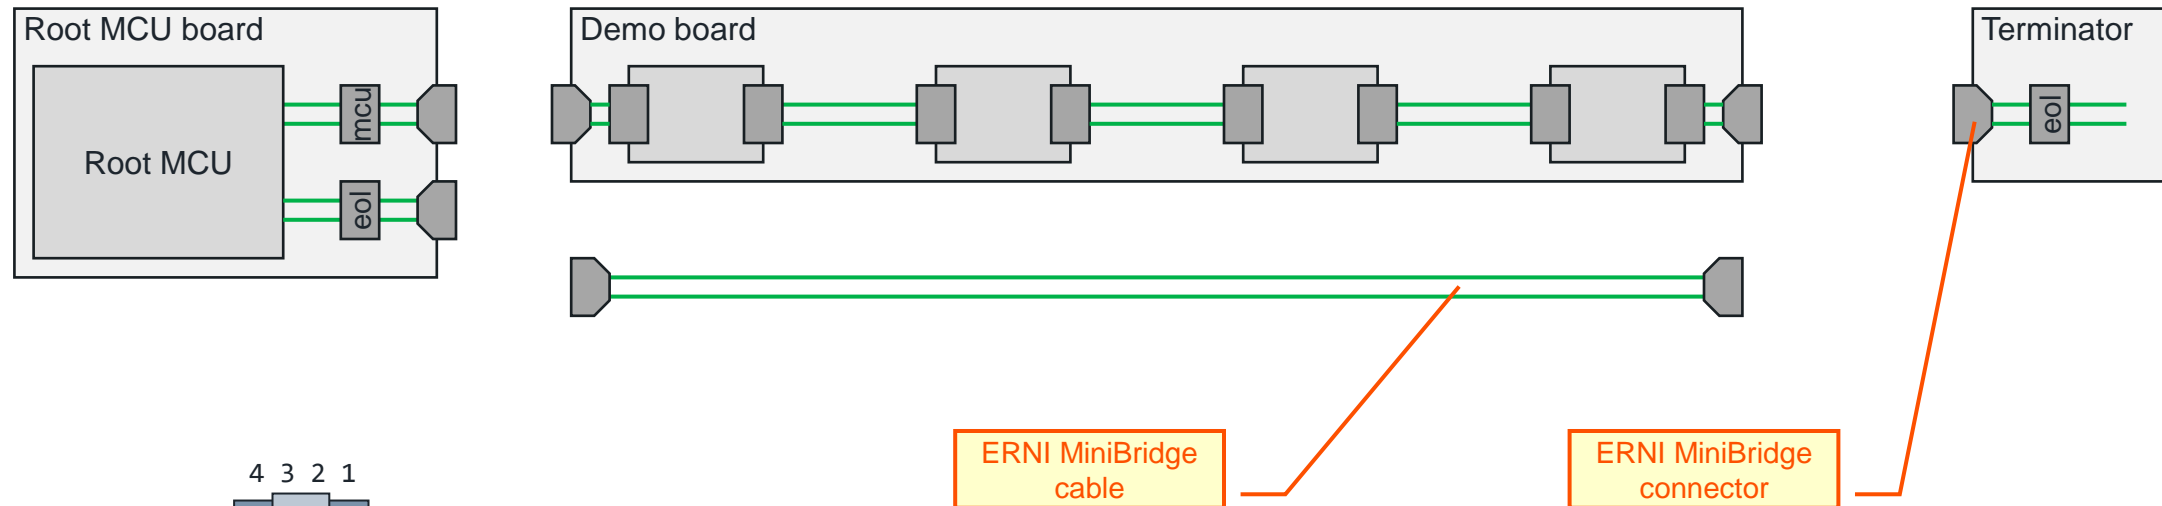 Root MCU board
Demo board
Terminator
mcu
eol
Root MCU
eol
ERNI MiniBridge
cable
ERNI MiniBridge
connector
4 3 2 1